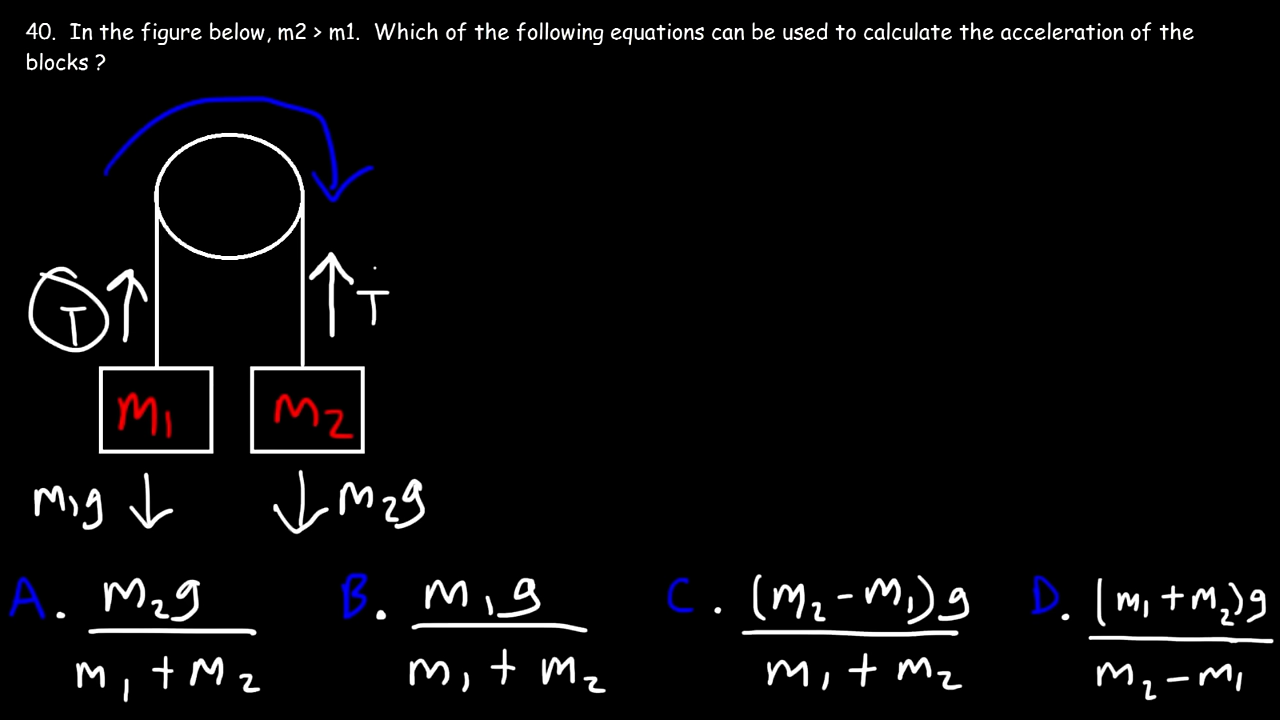 40. In the figure below, m2 > m1. Which of the following equations can be used to calculate the acceleration of the
blocks ?
T
T
m1
m2
m1g
m2g
A. m2g / m1 + m2
B. m1g / m1 + m2
C. (m2 - m1)g / m1 + m2
D. (m1 + m2)g / m2 - m1